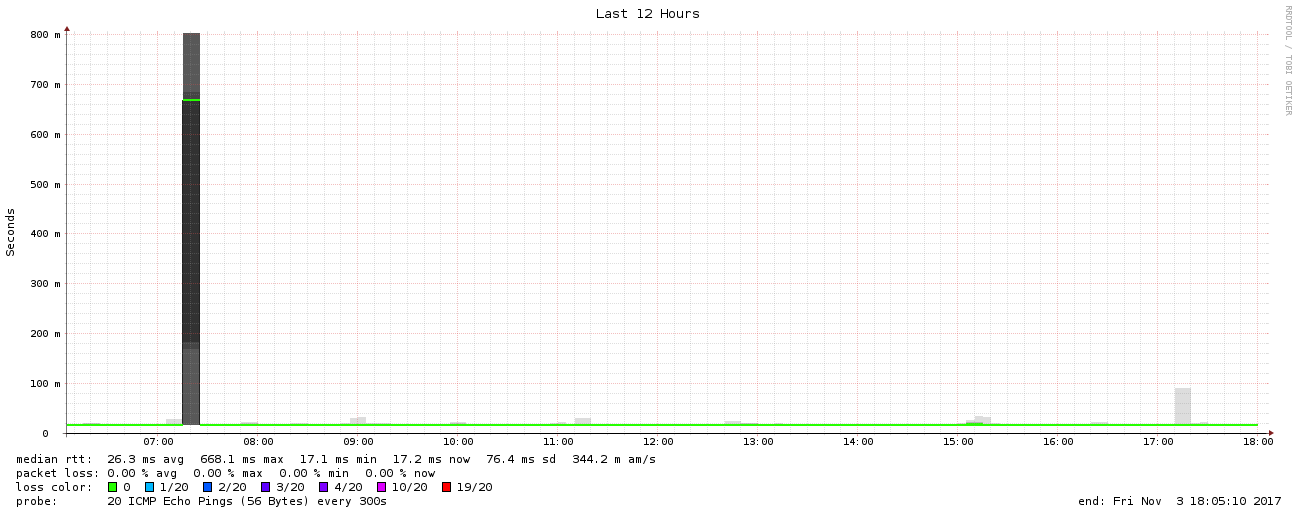 Last 12 Hours
RRDTOOL / TOBI OETIKER
Seconds
800 m
700 m
600 m
500 m
400 m
300 m
200 m
100 m
0
07:00 08:00 09:00 10:00 11:00 12:00 13:00 14:00 15:00 16:00 17:00 18:00
median rtt: 26.3 ms avg 668.1 ms max 17.1 ms min 17.2 ms now 76.4 ms sd 344.2 m am/s
packet loss: 0.00 % avg 0.00 % max 0.00 % min 0.00 % now
loss color: 0 1/20 2/20 3/20 4/20 10/20 19/20
probe: 20 ICMP Echo Pings (56 Bytes) every 300s end: Fri Nov 3 18:05:10 2017